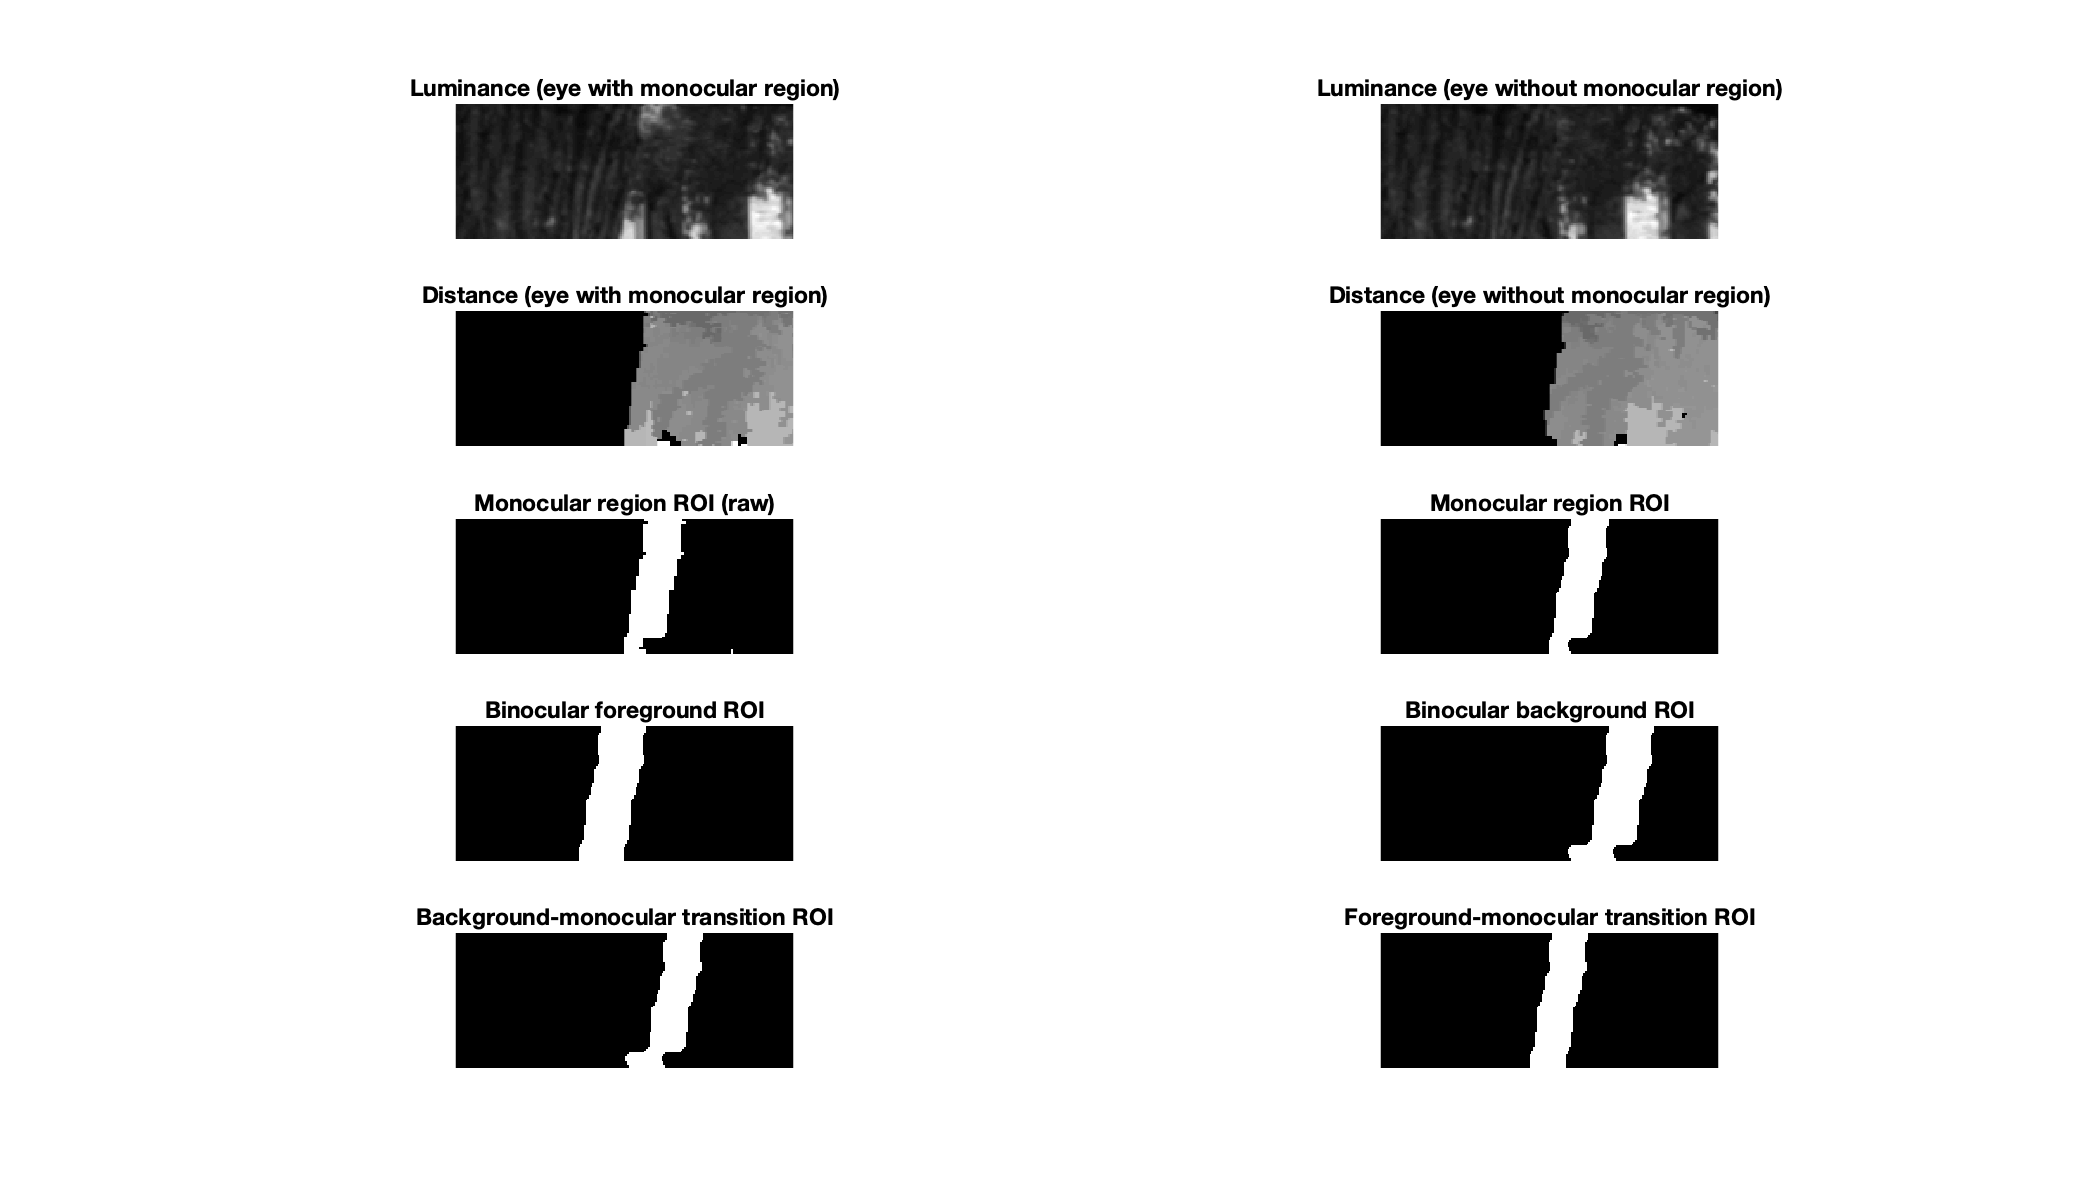 Luminance (eye with monocular region)
Luminance (eye without monocular region)
Distance (eye with monocular region)
Distance (eye without monocular region)
Monocular region ROI (raw)
Monocular region ROI
Binocular foreground ROI
Binocular background ROI
Background-monocular transition ROI
Foreground-monocular transition ROI